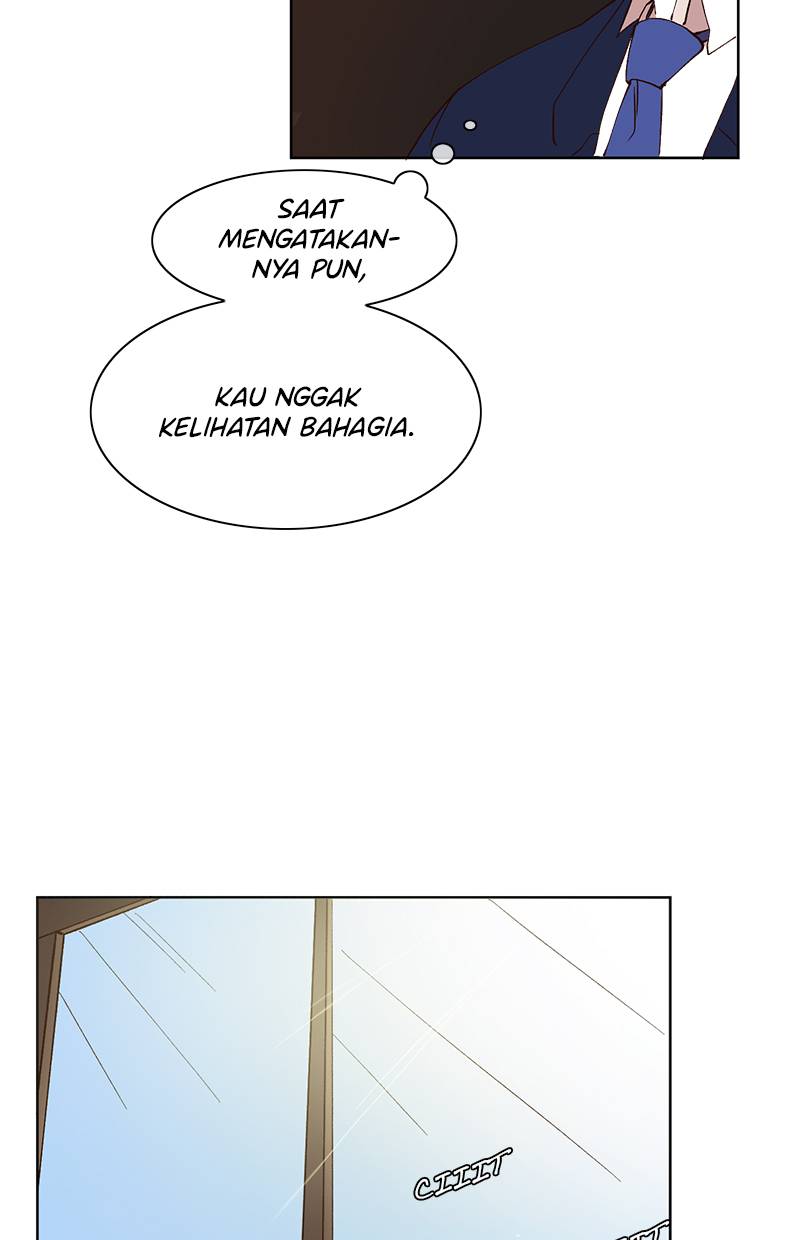 SAAT
MENGATAKAN-
NYA PUN,
KAU NGGAK
KELIHATAN BAHAGIA.
CIIIT